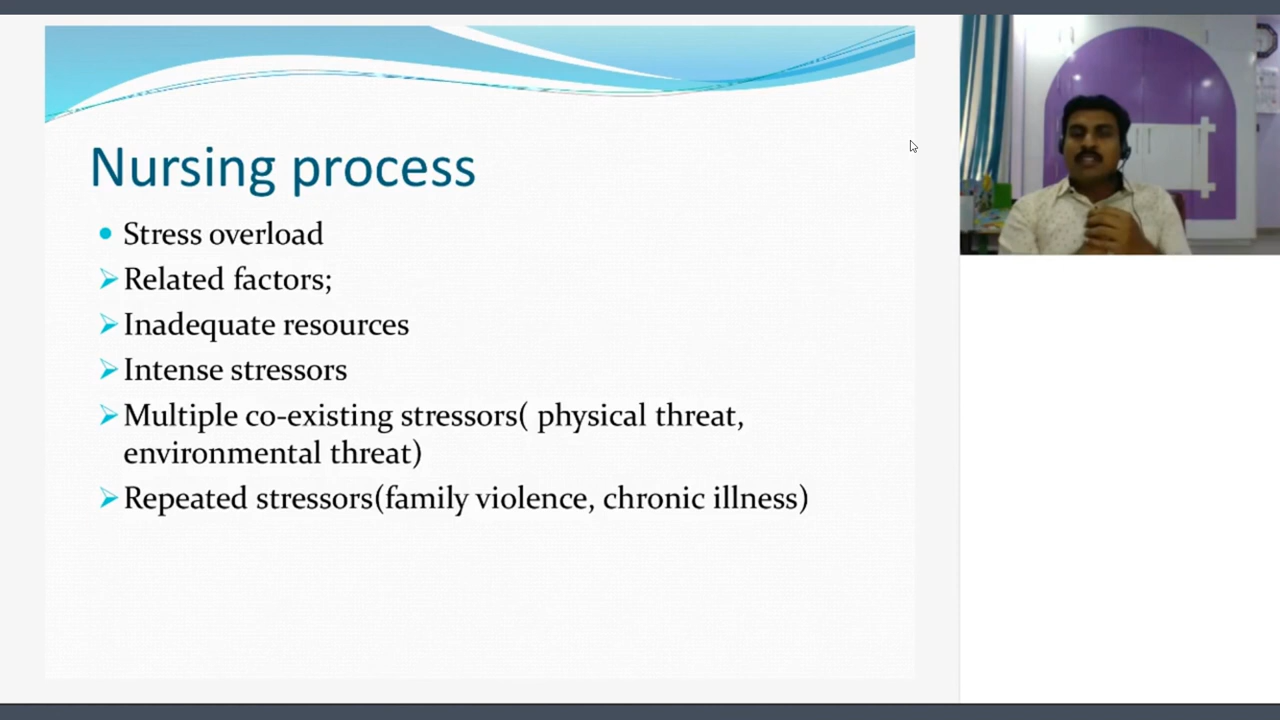 Nursing process
Stress overload
Related factors;
Inadequate resources
Intense stressors
Multiple co-existing stressors( physical threat,
environmental threat)
Repeated stressors(family violence, chronic illness)